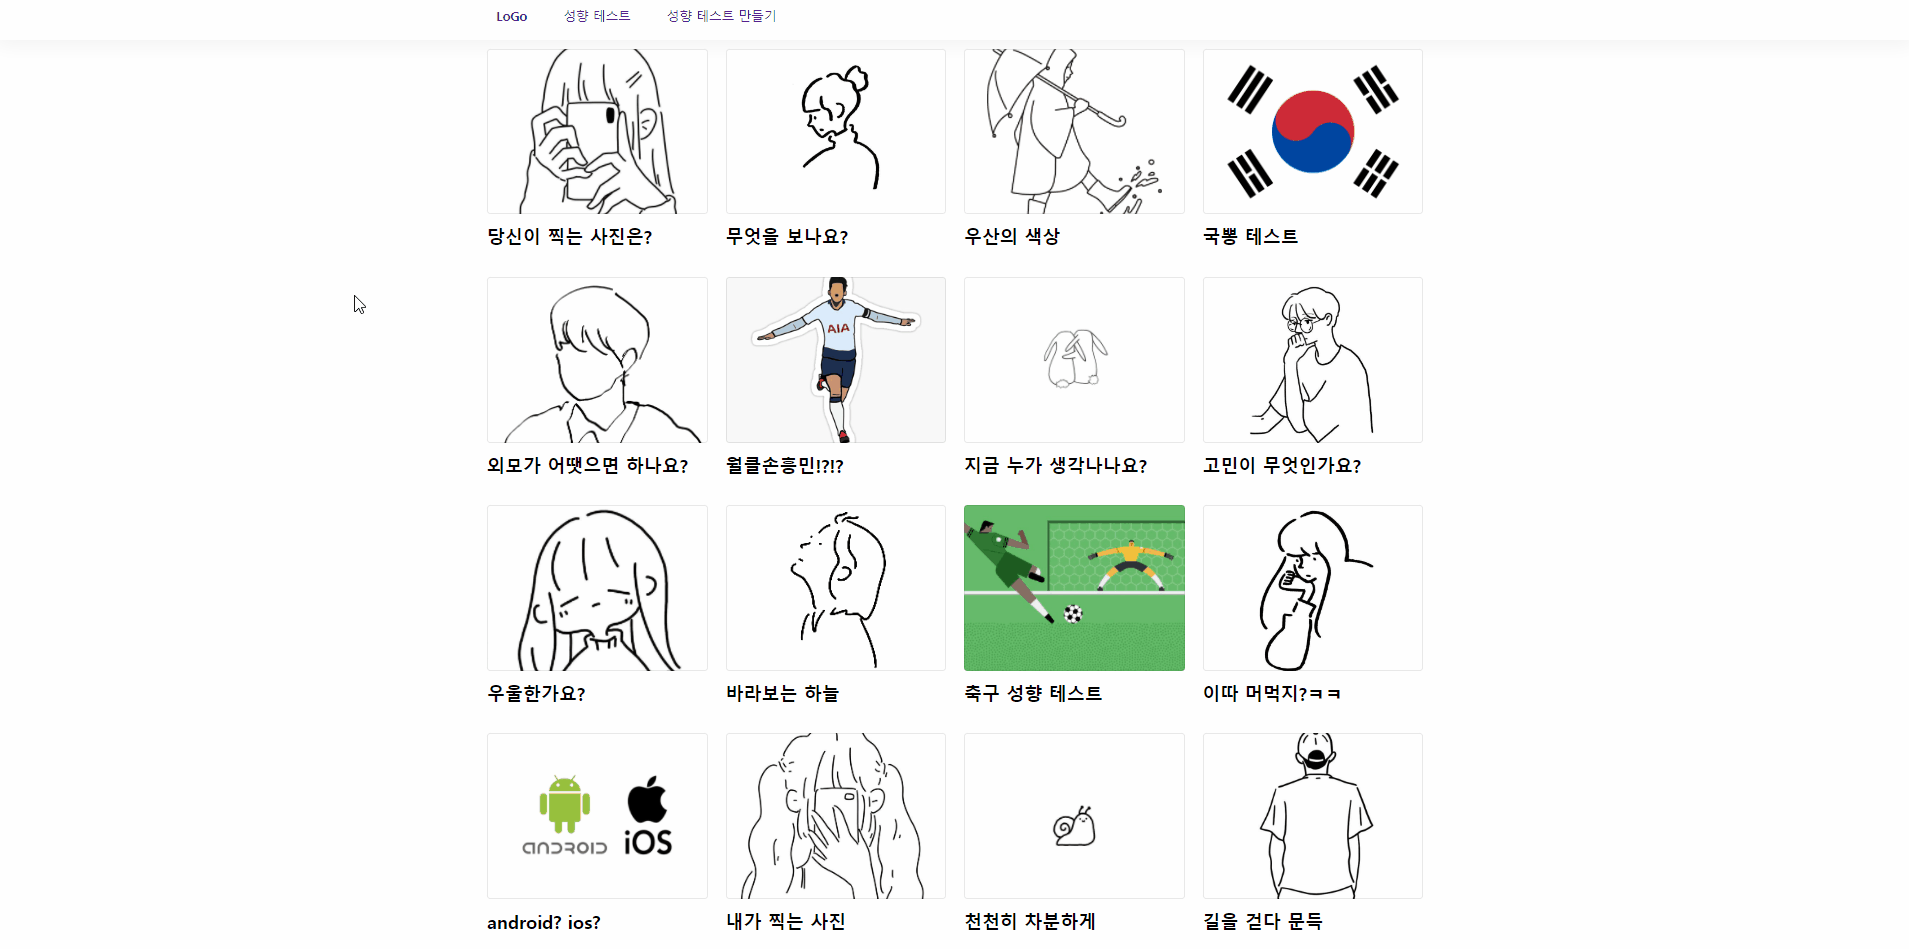 LoGo 성향 테스트 성향 테스트 만들기
당신이 찍는 사진은? 무엇을 보나요? 우산의 색상 국뽕 테스트
AIA
외모가 어땟으면 하나요? 월클손흥민!?!? 지금 누가 생각나나요? 고민이 무엇인가요?
우울한가요? 바라보는 하늘 축구 성향 테스트 이따 머먹지?ㅋㅋ
ANDROID iOS
android? ios? 내가 찍는 사진 천천히 차분하게 길을 걷다 문득